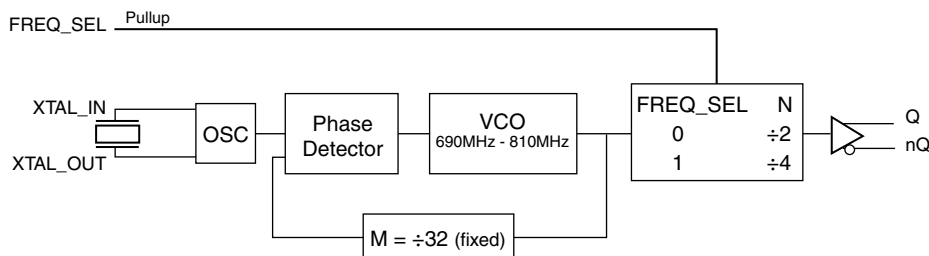 FREQ_SEL Pullup
XTAL_IN
XTAL_OUT
OSC
Phase
Detector
VCO
690MHz - 810MHz
FREQ_SEL N
0 ÷2
1 ÷4
Q
nQ
M = ÷32 (fixed)